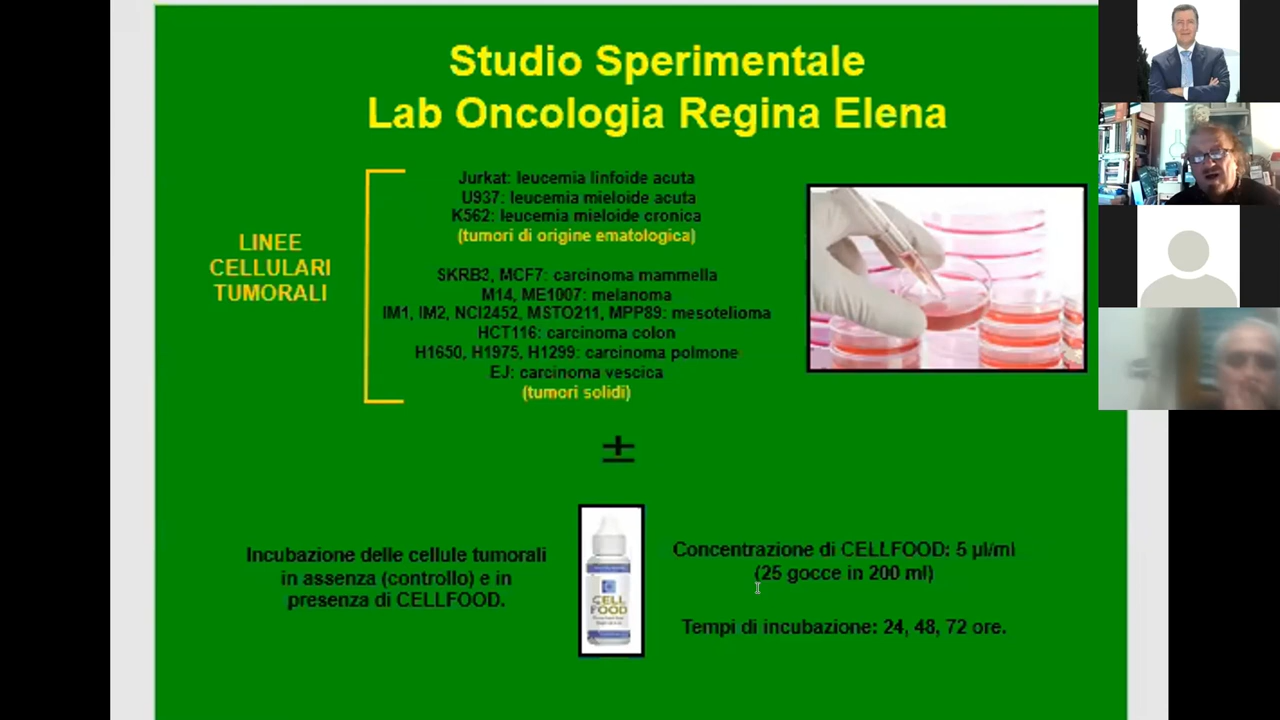 Studio Sperimentale
Lab Oncologia Regina Elena
LINEE
CELLULARI
TUMORALI
Jurkat: leucemia linfoide acuta
U937: leucemia mieloide acuta
K562: leucemia mieloide cronica
(tumori di origine ematologica)
SKRB3, MCF7: carcinoma mammella
M14, ME1007: melanoma
IM1, IM2, NCI2452, MSTO211, MPP89: mesotelioma
HCT116: carcinoma colon
H1650, H1975, H1299: carcinoma polmone
EJ: carcinoma vescica
(tumori solidi)
±
Incubazione delle cellule tumorali
in assenza (controllo) e in
presenza di CELLFOOD.
CELL
FOOD
Concentrazione di CELLFOOD: 5 µl/ml
(25 gocce in 200 ml)
Tempi di incubazione: 24, 48, 72 ore.